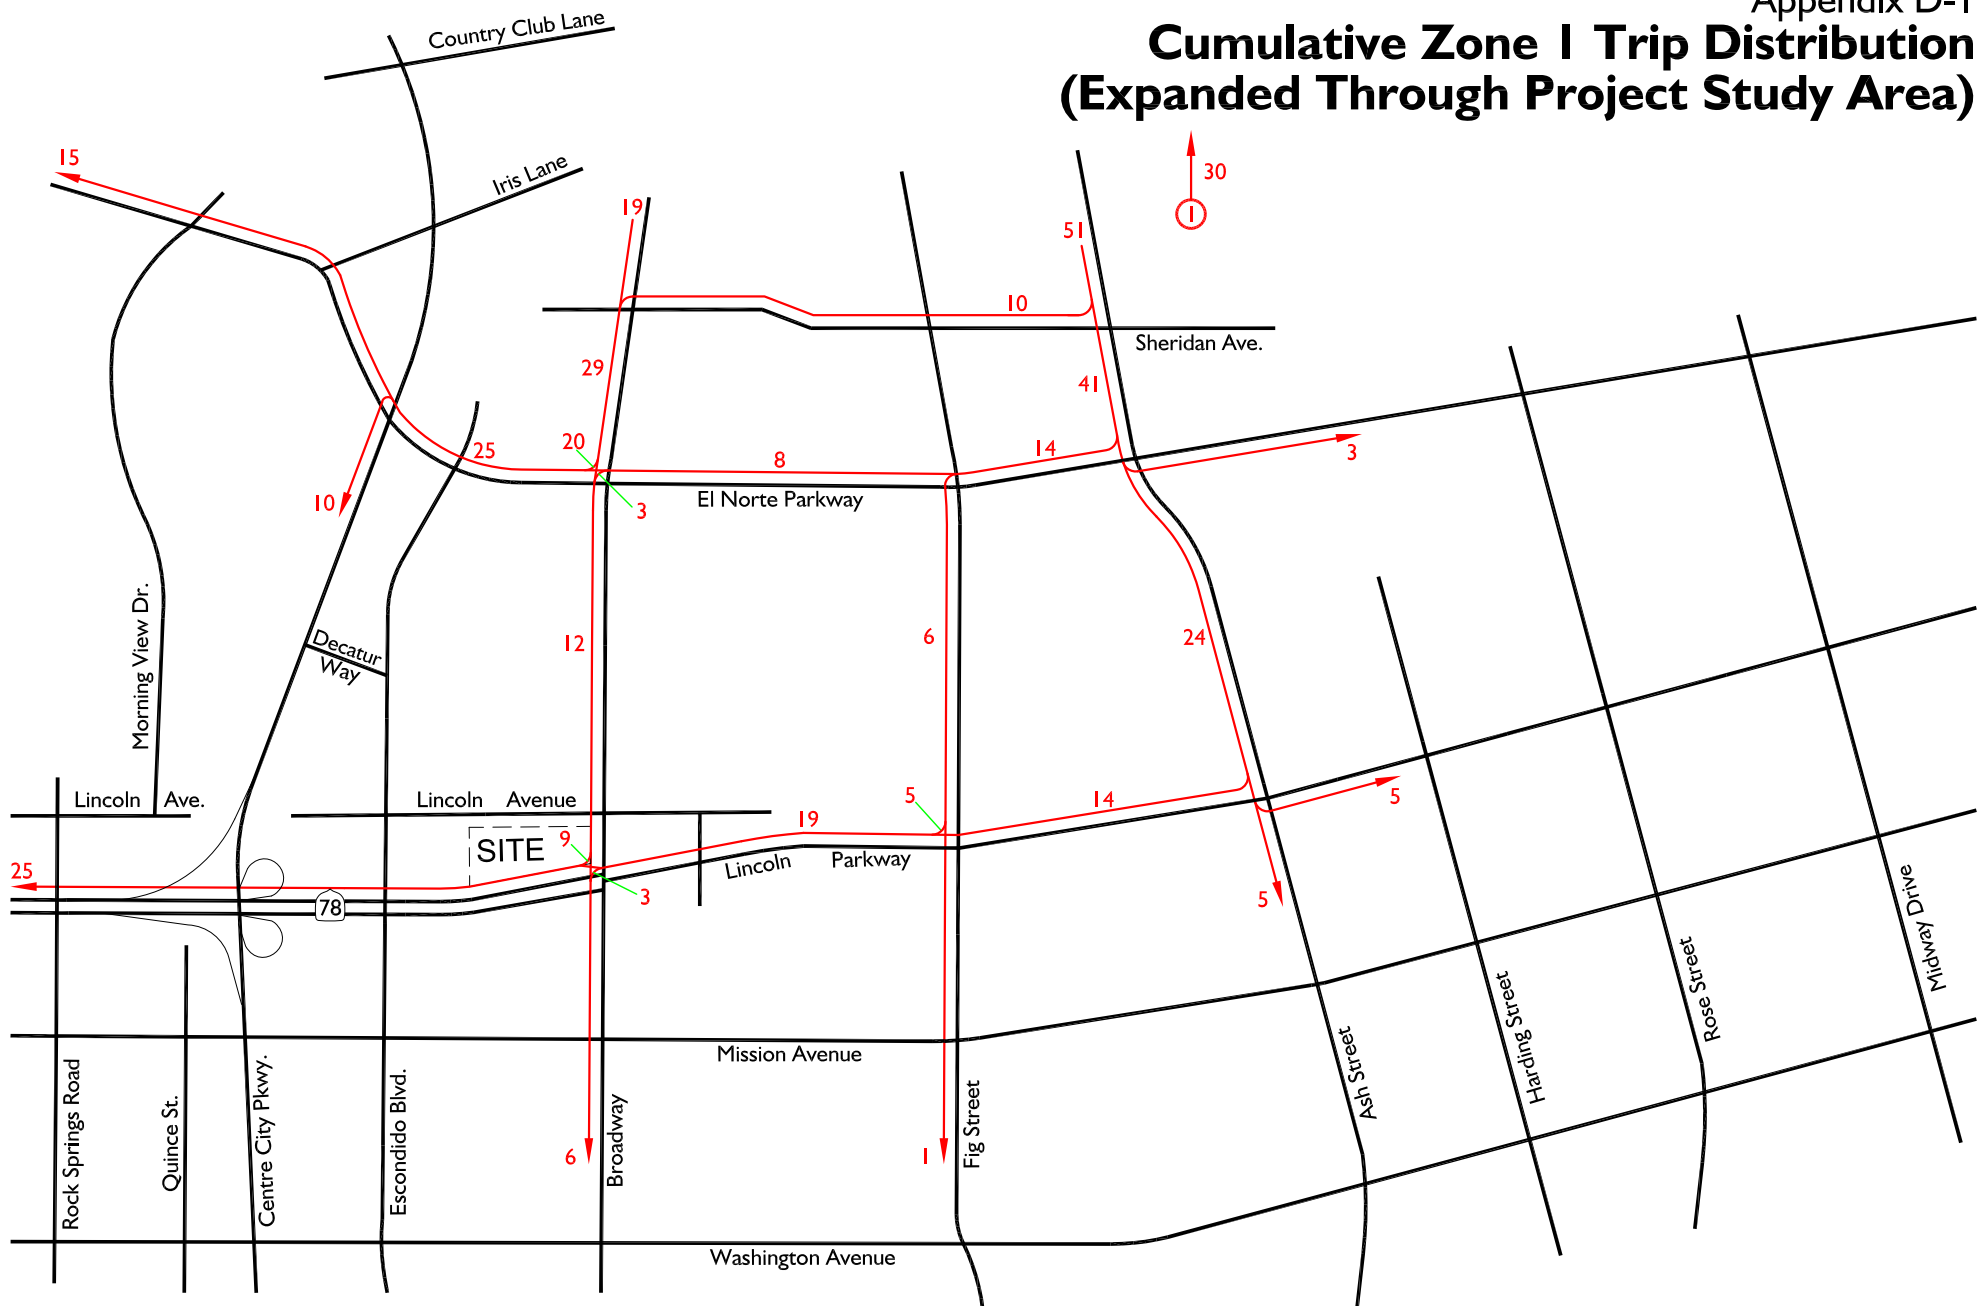 Appendix D-1
Cumulative Zone 1 Trip Distribution
(Expanded Through Project Study Area)
Country Club Lane
15
Iris Lane
30
1
19
51
10
Sheridan Ave.
29
41
20
25
8
14
3
10
El Norte Parkway
3
Morning View Dr.
Decatur
Way
12
6
24
Lincoln Ave.
Lincoln Avenue
5
14
5
19
9
SITE
Lincoln Parkway
25
78
3
5
Midway Drive
Rose Street
Harding Street
Ash Street
Mission Avenue
Rock Springs Road
Quince St.
Centre City Pkwy.
Escondido Blvd.
6
Broadway
1
Fig Street
Washington Avenue